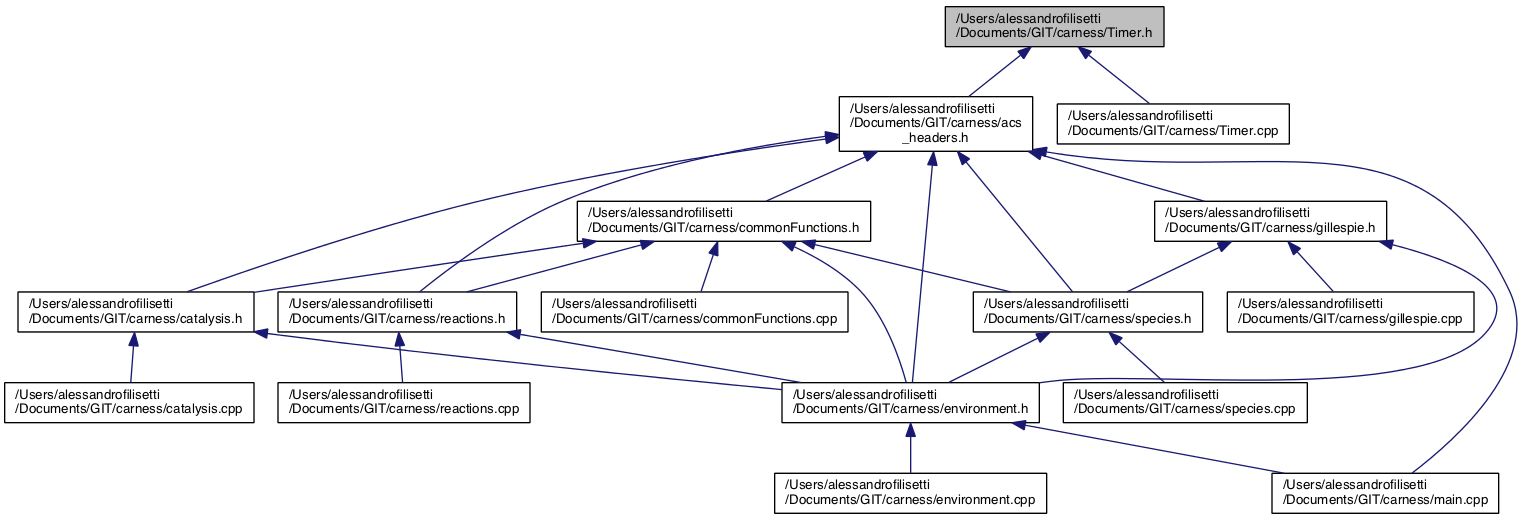 /Users/alessandrofilisetti
/Documents/GIT/carness/Timer.h
/Users/alessandrofilisetti
/Documents/GIT/carness/acs
_headers.h
/Users/alessandrofilisetti
/Documents/GIT/carness/Timer.cpp
/Users/alessandrofilisetti
/Documents/GIT/carness/commonFunctions.h
/Users/alessandrofilisetti
/Documents/GIT/carness/gillespie.h
/Users/alessandrofilisetti
/Documents/GIT/carness/catalysis.h
/Users/alessandrofilisetti
/Documents/GIT/carness/reactions.h
/Users/alessandrofilisetti
/Documents/GIT/carness/commonFunctions.cpp
/Users/alessandrofilisetti
/Documents/GIT/carness/species.h
/Users/alessandrofilisetti
/Documents/GIT/carness/gillespie.cpp
/Users/alessandrofilisetti
/Documents/GIT/carness/catalysis.cpp
/Users/alessandrofilisetti
/Documents/GIT/carness/reactions.cpp
/Users/alessandrofilisetti
/Documents/GIT/carness/environment.h
/Users/alessandrofilisetti
/Documents/GIT/carness/species.cpp
/Users/alessandrofilisetti
/Documents/GIT/carness/environment.cpp
/Users/alessandrofilisetti
/Documents/GIT/carness/main.cpp